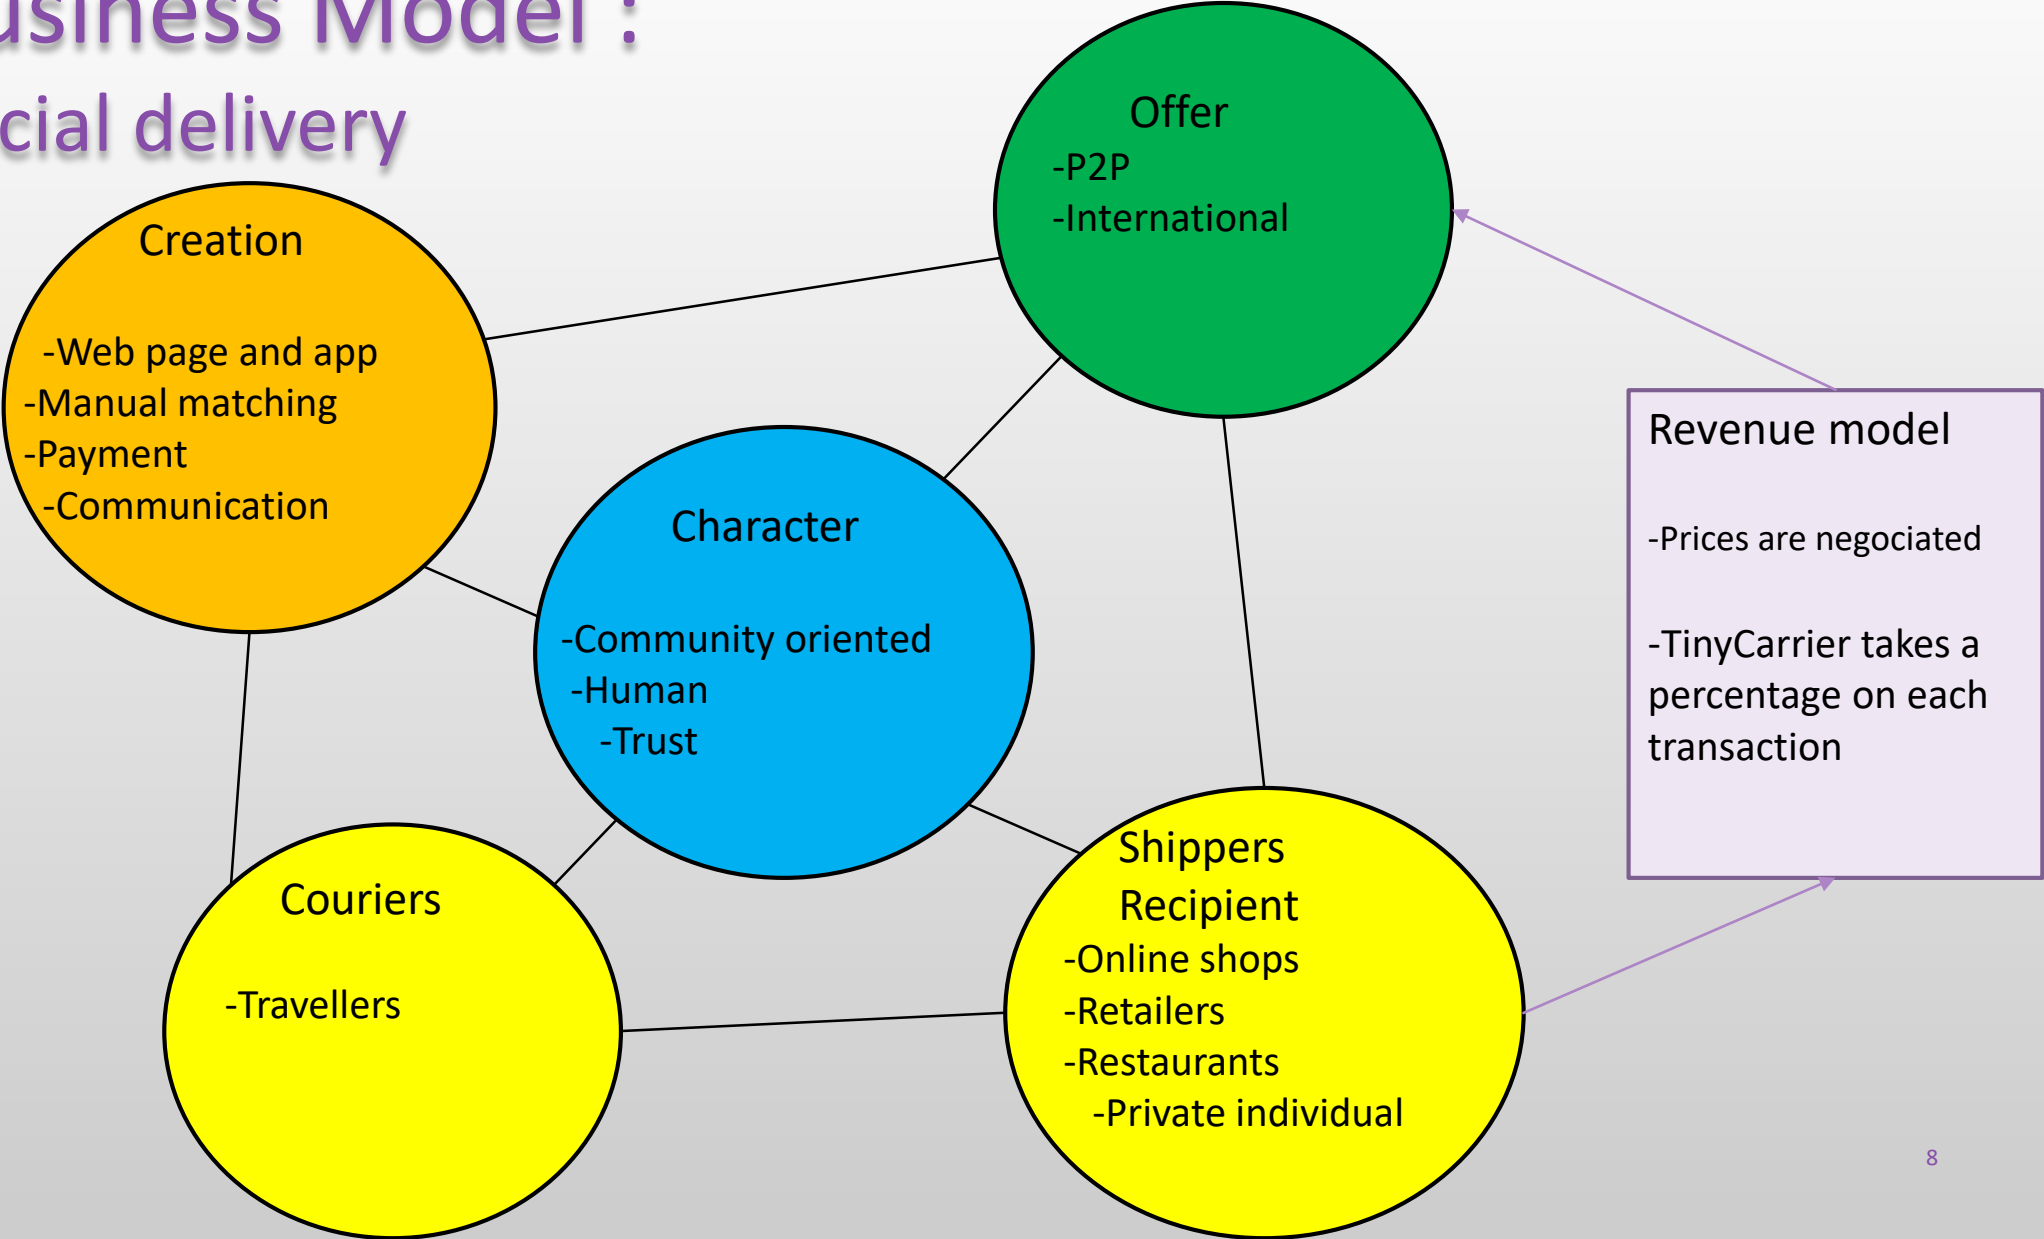 usiness Model :
cial delivery
Offer
-P2P
-International
Creation
-Web page and app
-Manual matching
-Payment
-Communication
Character
-Community oriented
-Human
-Trust
Revenue model
-Prices are negociated
-TinyCarrier takes a
percentage on each
transaction
Couriers
-Travellers
Shippers
Recipient
-Online shops
-Retailers
-Restaurants
-Private individual
8